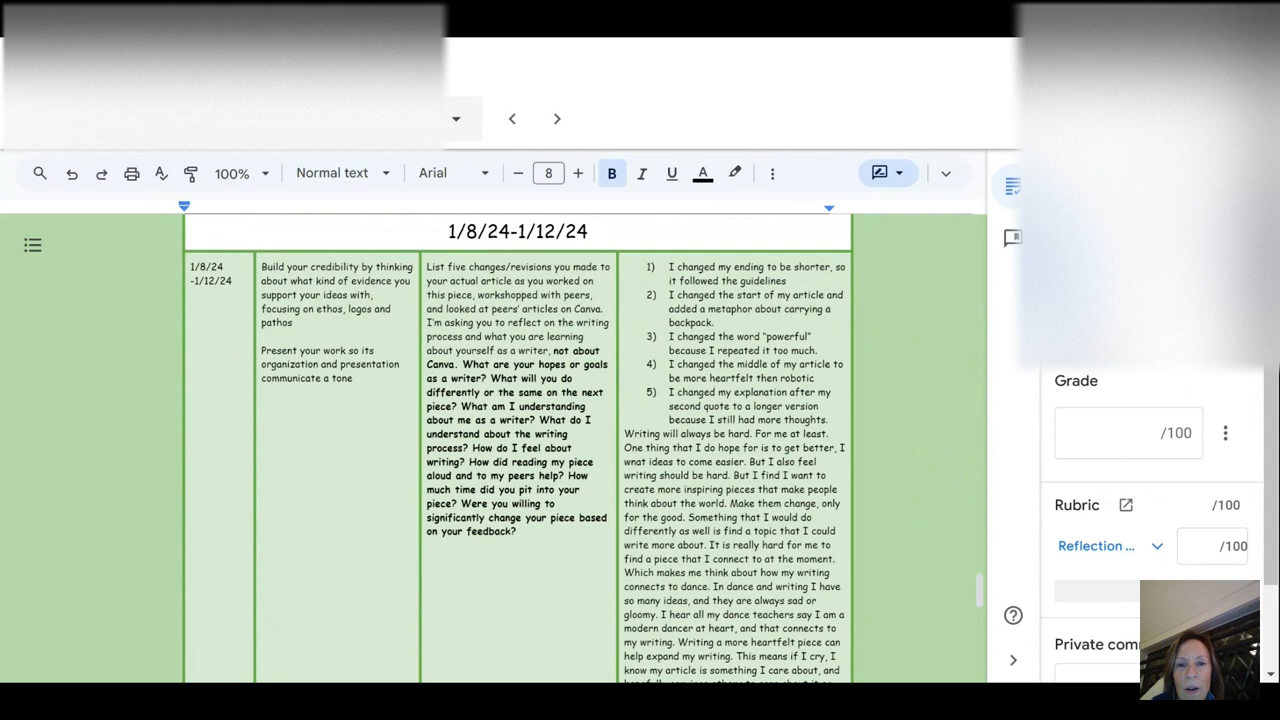 100%
Normal text
Arial
8
B
I
U
A
1/8/24-1/12/24
1/8/24
-1/12/24
Build your credibility by thinking
about what kind of evidence you
support your ideas with,
focusing on ethos, logos and
pathos
Present your work so its
organization and presentation
communicate a tone
List five changes/revisions you made to
your actual article as you worked on
this piece, workshopped with peers,
and looked at peers' articles on Canva.
I'm asking you to reflect on the writing
process and what you are learning
about yourself as a writer, not about
Canva. What are your hopes or goals
as a writer? What will you do
differently or the same on the next
piece? What am I understanding
about me as a writer? What do I
understand about the writing
process? How do I feel about
writing? How did reading my piece
aloud and to my peers help? How
much time did you pit into your
piece? Were you willing to
significantly change your piece based
on your feedback?
1) I changed my ending to be shorter, so
it followed the guidelines
2) I changed the start of my article and
added a metaphor about carrying a
backpack.
3) I changed the word "powerful"
because I repeated it too much.
4) I changed the middle of my article to
be more heartfelt then robotic
5) I changed my explanation after my
second quote to a longer version
because I still had more thoughts.
Writing will always be hard. For me at least.
One thing that I do hope for is to get better, I
wnat ideas to come easier. But I also feel
writing should be hard. But I find I want to
create more inspiring pieces that make people
think about the world. Make them change, only
for the good. Something that I would do
differently as well is find a topic that I could
write more about. It is really hard for me to
find a piece that I connect to at the moment.
Which makes me think about how my writing
connects to dance. In dance and writing I have
so many ideas, and they are always sad or
gloomy. I hear all my dance teachers say I am a
modern dancer at heart, and that connects to
my writing. Writing a more heartfelt piece can
help expand my writing. This means if I cry, I
know my article is something I care about, and
Grade
/100
Rubric
/100
Reflection ...
/100
Private com